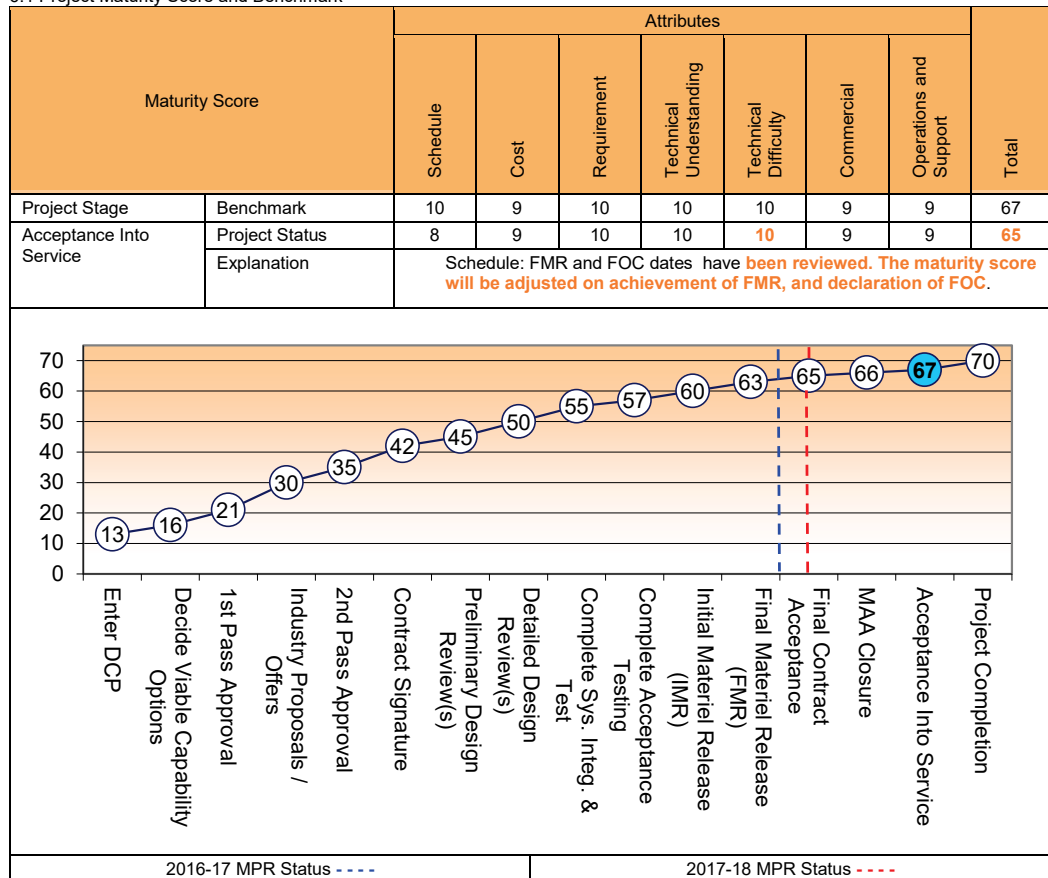 Attributes
Maturity Score
Schedule
Cost
Requirement
Technical
Understanding
Technical
Difficulty
Commercial
Operations and
Support
Total
Project Stage Benchmark 10 9 10 10 10 9 9 67
Acceptance Into
Service
Project Status 8 9 10 10 10 9 9 65
Explanation
Schedule: FMR and FOC dates have been reviewed. The maturity score
will be adjusted on achievement of FMR, and declaration of FOC.
70
60
50
40
30
20
10
0
13
16
21
30
35
42
45
50
55
57
60
63
65
66
67
70
Enter DCP
Decide Viable Capability
Options
1st Pass Approval
Industry Proposals /
Offers
2nd Pass Approval
Contract Signature
Preliminary Design
Review(s)
Detailed Design
Review(s)
Complete Sys. Integ. &
Test
Complete Acceptance
Testing
Initial Materiel Release
(IMR)
Final Materiel Release
(FMR)
Final Contract
Acceptance
MAA Closure
Acceptance Into Service
Project Completion
2016-17 MPR Status - - - -
2017-18 MPR Status - - - -